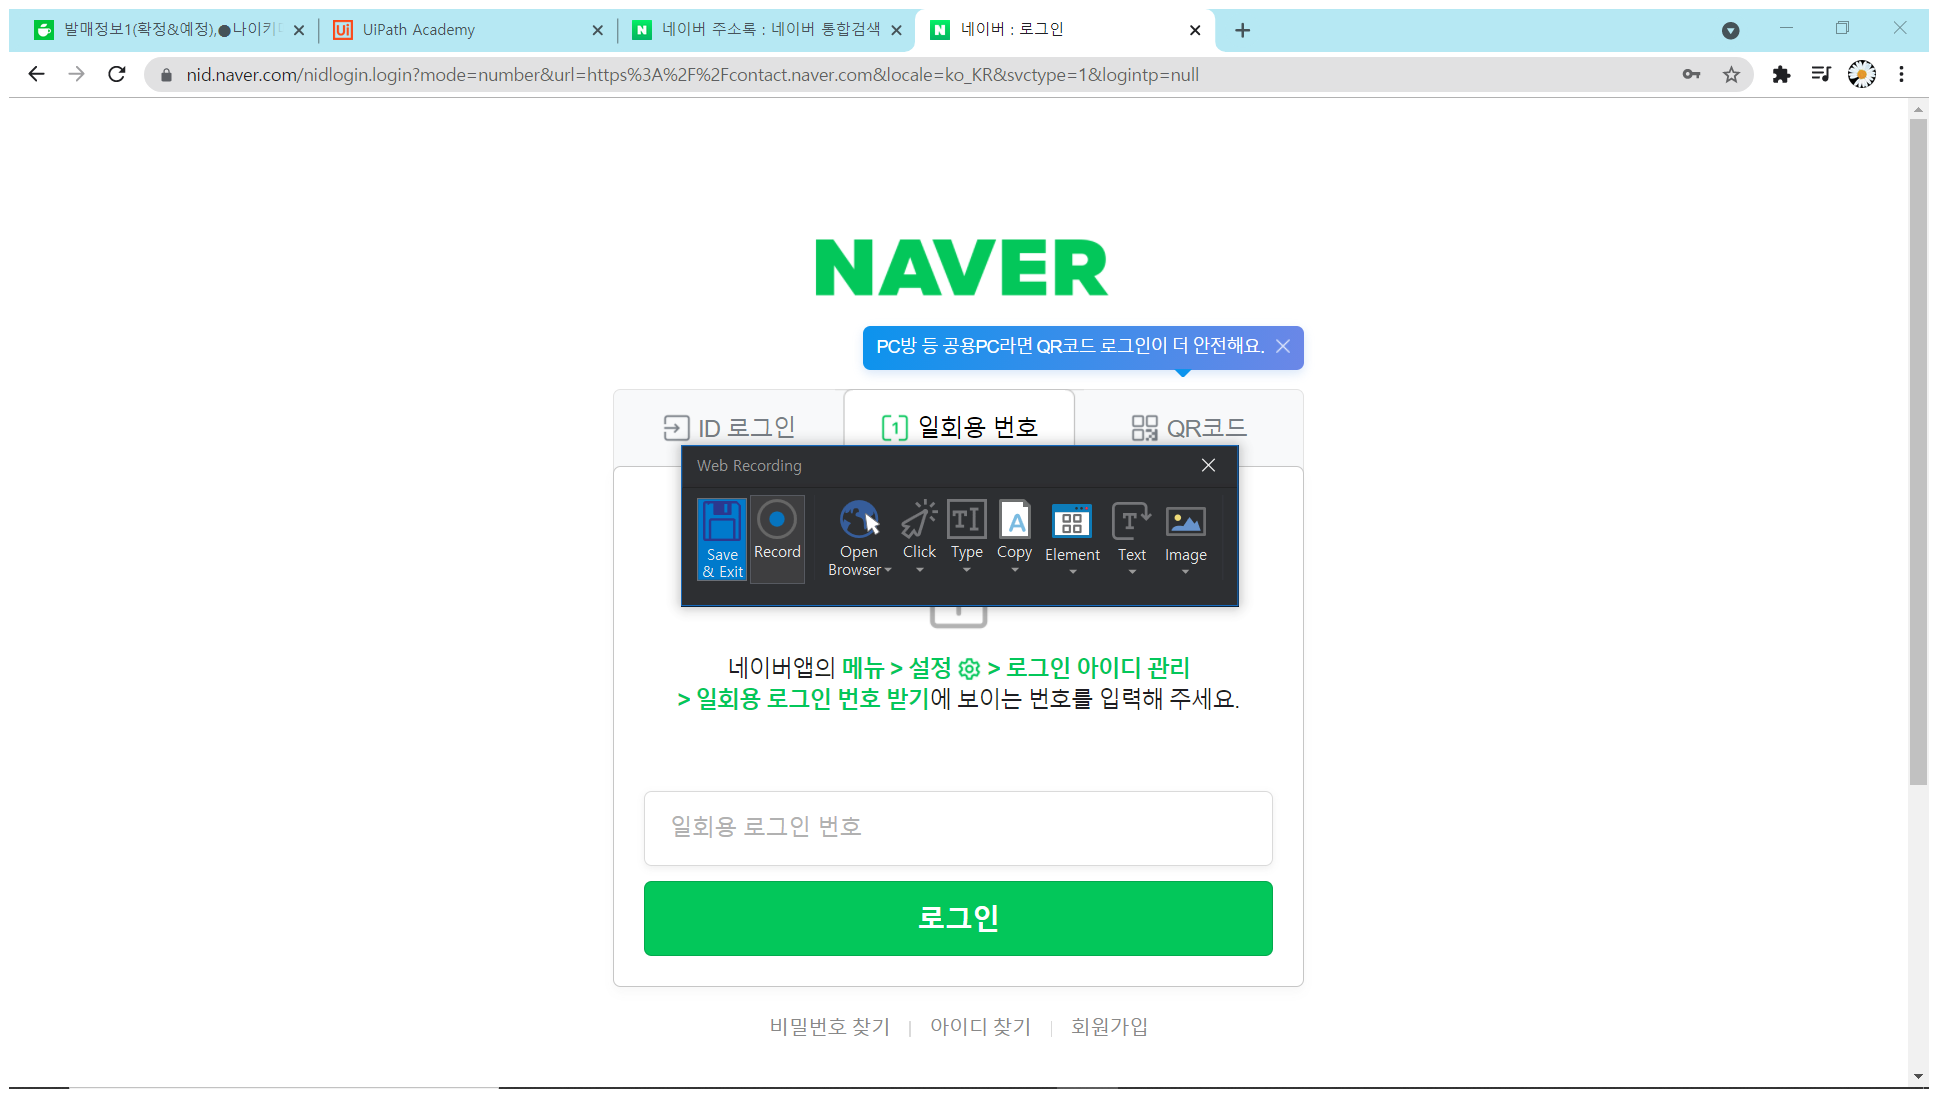 발매정보1(확정&예정),●나이키
UiPath Academy
네이버 주소록 : 네이버 통합검색
네이버 : 로그인
nid.naver.com/nidlogin.login?mode=number&url=https%3A%2F%2Fcontact.naver.com&locale=ko_KR&svctype=1&logintp=null
NAVER
PC방 등 공용PC라면 QR코드 로그인이 더 안전해요.
ID 로그인
일회용 번호
QR코드
Web Recording
Save
& Exit
Record
Open
Browser
Click
Type
Copy
Element
Text
Image
네이버앱의 메뉴 > 설정 > 로그인 아이디 관리
> 일회용 로그인 번호 받기에 보이는 번호를 입력해 주세요.
일회용 로그인 번호
로그인
비밀번호 찾기 | 아이디 찾기 | 회원가입